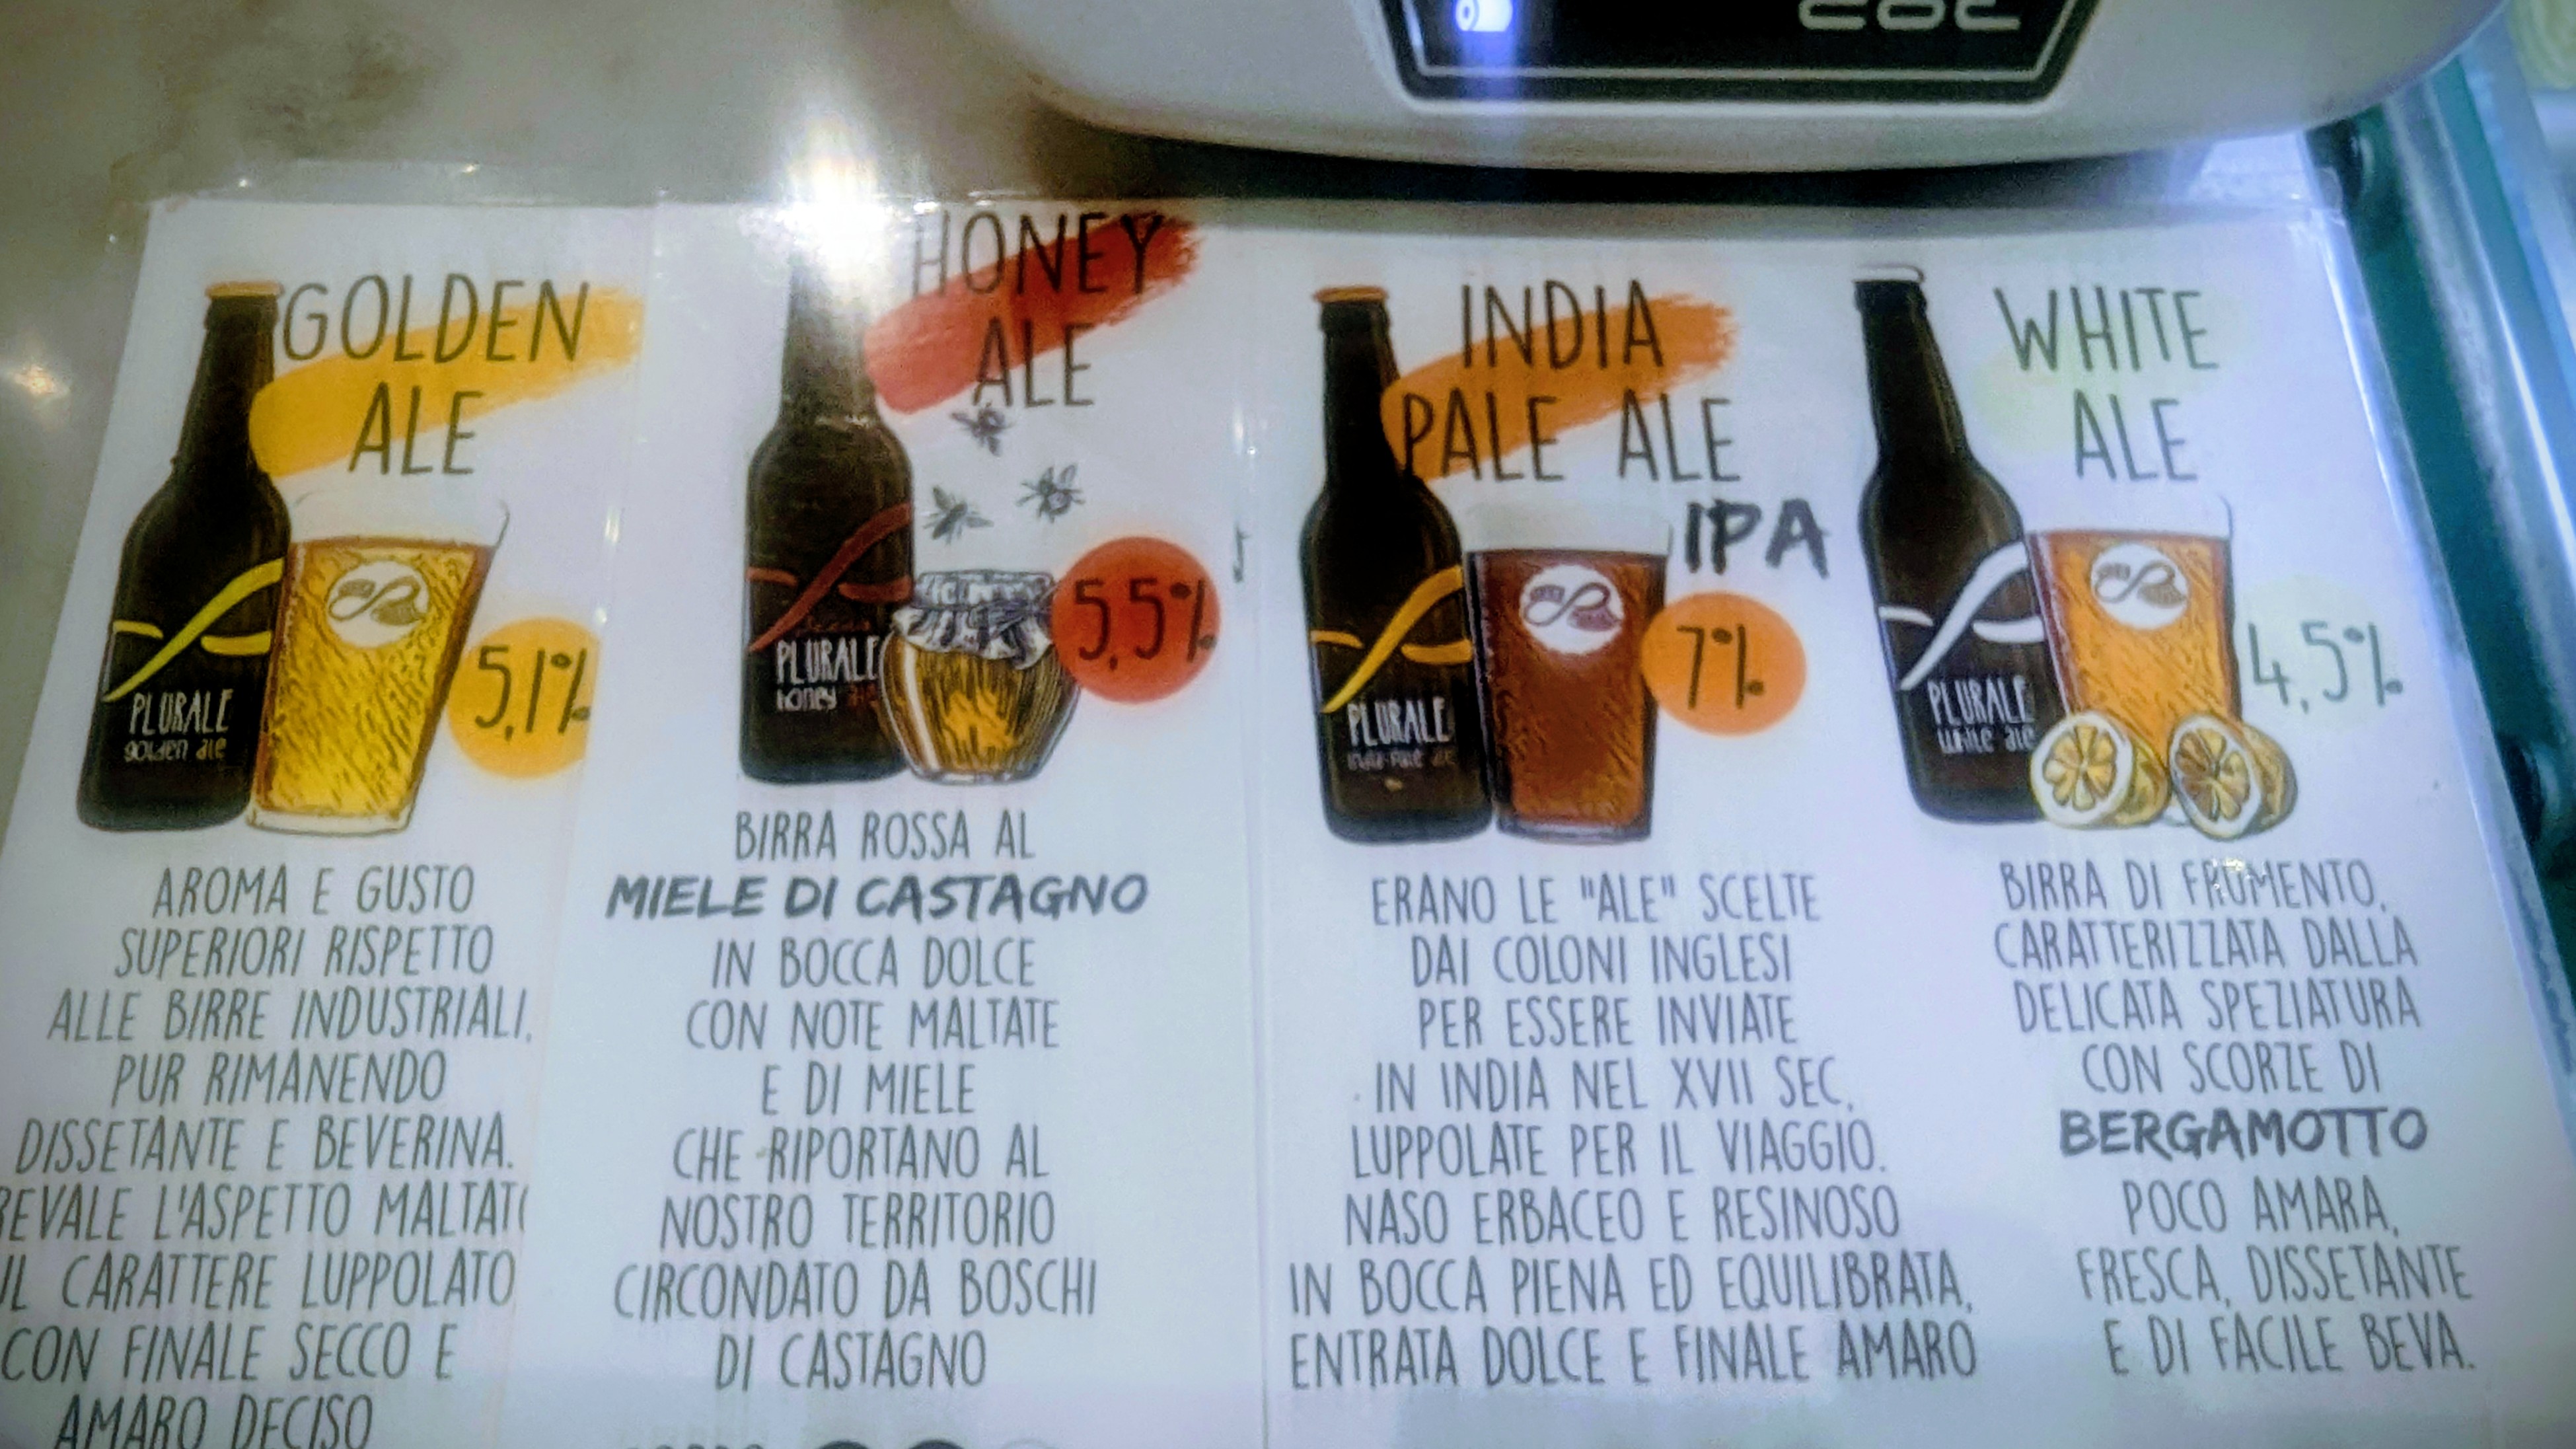 GOLDEN
ALE
5,1%
PLURALE
golden ale
AROMA E GUSTO
SUPERIORI RISPETTO
ALLE BIRRE INDUSTRIALI,
PUR RIMANENDO
DISSETANTE E BEVERINA.
REVALE L'ASPETTO MALTATO
IL CARATTERE LUPPOLATO
CON FINALE SECCO E
AMARO DECISO
HONEY
ALE
5,5%
PLURALE
honey
BIRRA ROSSA AL
MIELE DI CASTAGNO
IN BOCCA DOLCE
CON NOTE MALTATE
E DI MIELE
CHE RIPORTANO AL
NOSTRO TERRITORIO
CIRCONDATO DA BOSCHI
DI CASTAGNO
INDIA
PALE ALE
IPA
7%
PLURALE
india pale ale
ERANO LE "ALE" SCELTE
DAI COLONI INGLESI
PER ESSERE INVIATE
IN INDIA NEL XVII SEC,
LUPPOLATE PER IL VIAGGIO.
NASO ERBACEO E RESINOSO
IN BOCCA PIENA ED EQUILIBRATA,
ENTRATA DOLCE E FINALE AMARO
WHITE
ALE
4,5%
PLURALE
white ale
BIRRA DI FRUMENTO,
CARATTERIZZATA DALLA
DELICATA SPEZIATURA
CON SCORZE DI
BERGAMOTTO
POCO AMARA,
FRESCA, DISSETANTE
E DI FACILE BEVA.